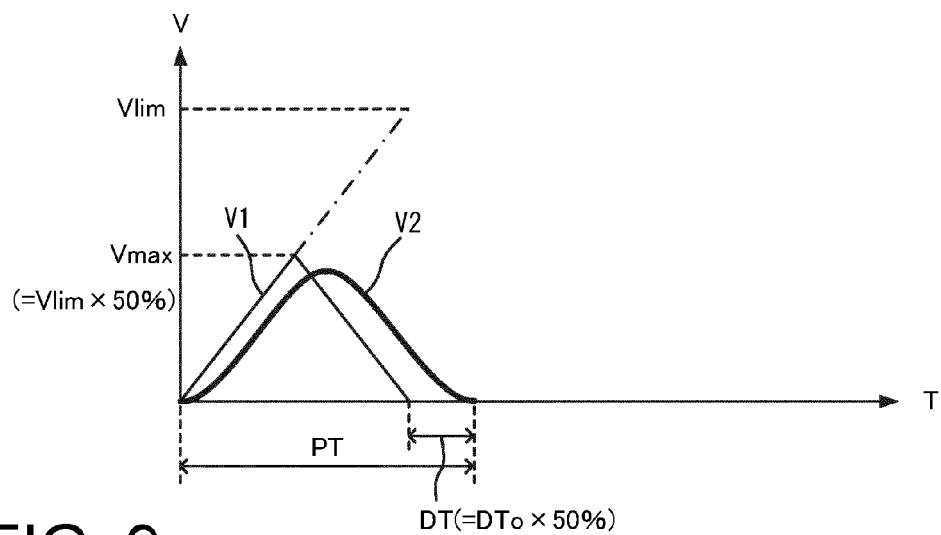 V
Vlim
V1
V2
Vmax
(=Vlim×50%)
T
PT
DT(=DTo×50%)